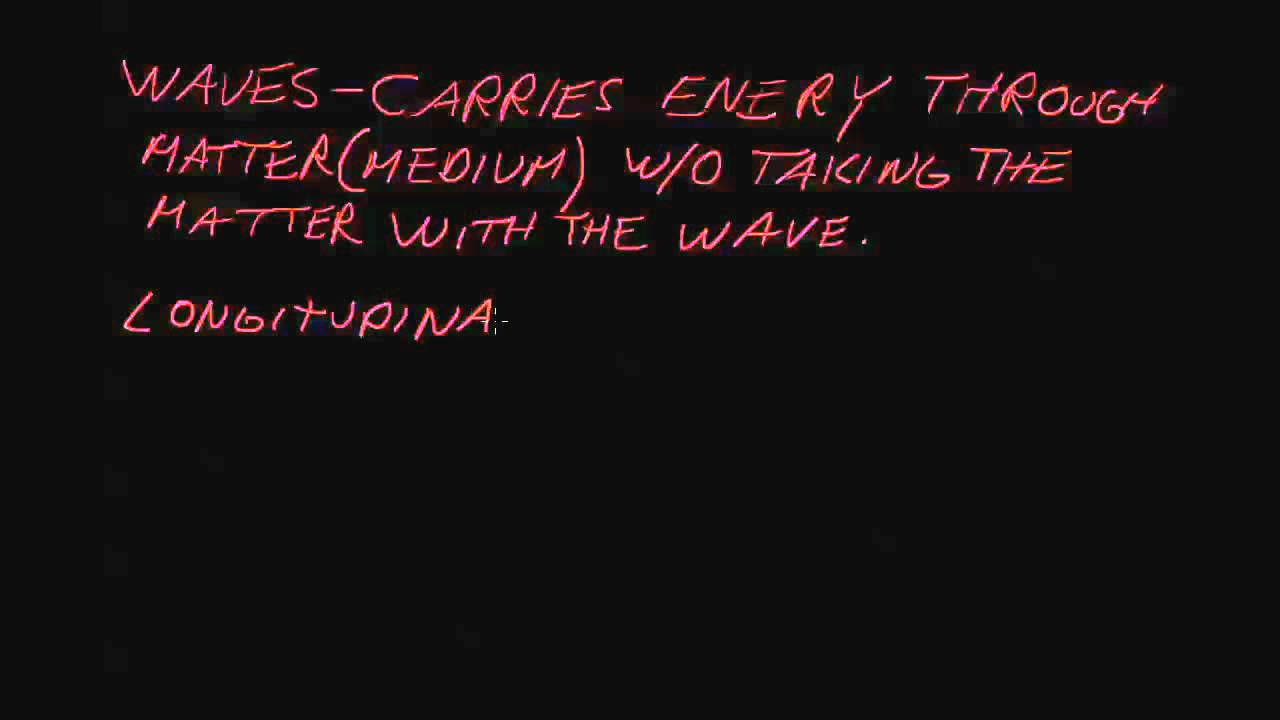 WAVES-CARRIES ENERY THROUGH
MATTER(MEDIUM) W/O TAKING THE
MATTER WITH THE WAVE.
LONGITUDINA